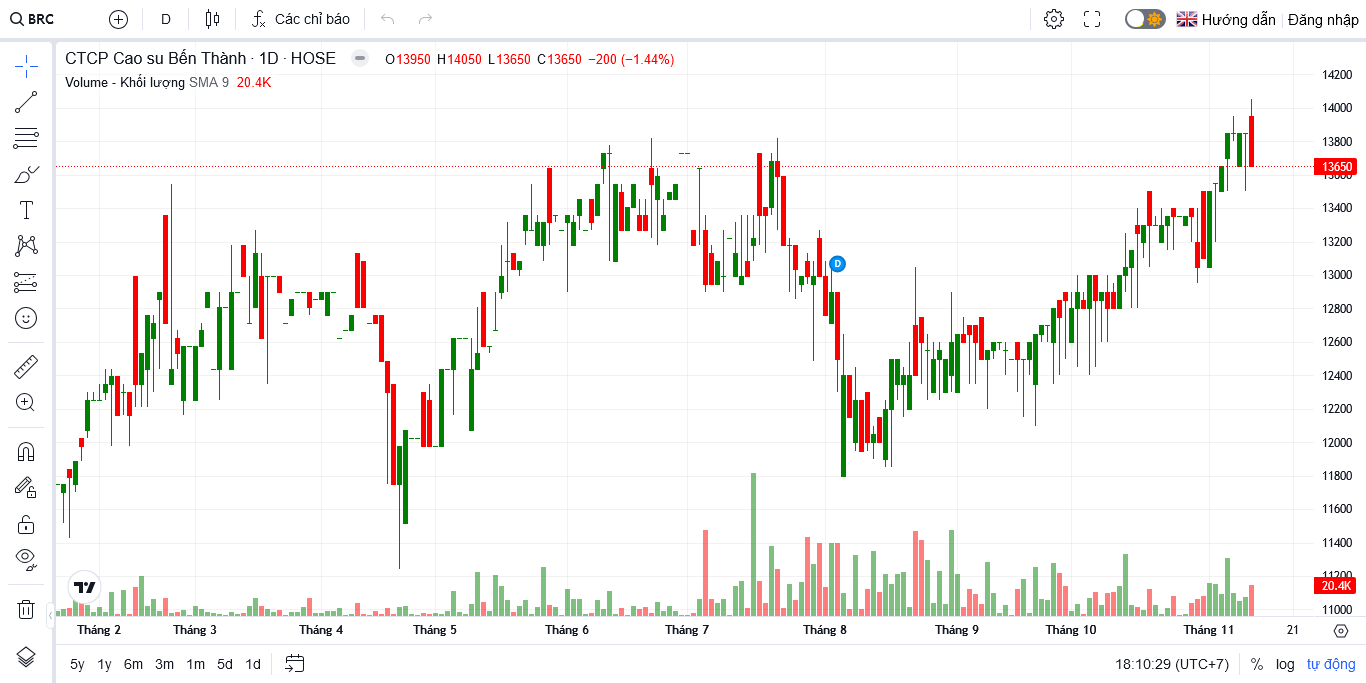 BRC D Các chỉ báo Hướng dẫn Đăng nhập
CTCP Cao su Bến Thành · 1D · HOSE O13950 H14050 L13650 C13650 −200 (−1.44%)
Volume - Khối lượng SMA 9 20.4K
14200
14000
13800
13650
13600
13400
13200
D
13000
12800
12600
12400
12200
12000
11800
11600
11400
11200
20.4K
11000
Tháng 2 Tháng 3 Tháng 4 Tháng 5 Tháng 6 Tháng 7 Tháng 8 Tháng 9 Tháng 10 Tháng 11 21
5y 1y 6m 3m 1m 5d 1d 18:10:29 (UTC+7) % log tự động